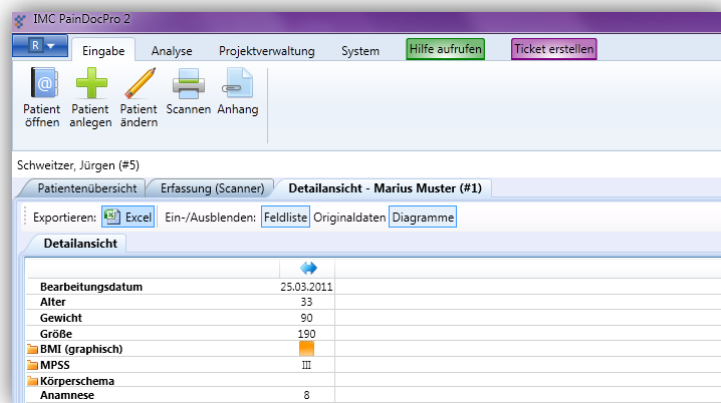 IMC PainDocPro 2
R
Eingabe Analyse Projektverwaltung System Hilfe aufrufen Ticket erstellen
Patient öffnen Patient anlegen Patient ändern Scannen Anhang
Schweitzer, Jürgen (#5)
Patientenübersicht Erfassung (Scanner) Detailansicht - Marius Muster (#1)
Exportieren: Excel Ein-/Ausblenden: Feldliste Originaldaten Diagramme
Detailansicht
Bearbeitungsdatum 25.03.2011
Alter 33
Gewicht 90
Größe 190
BMI (graphisch)
MPSS III
Körperschema
Anamnese 8